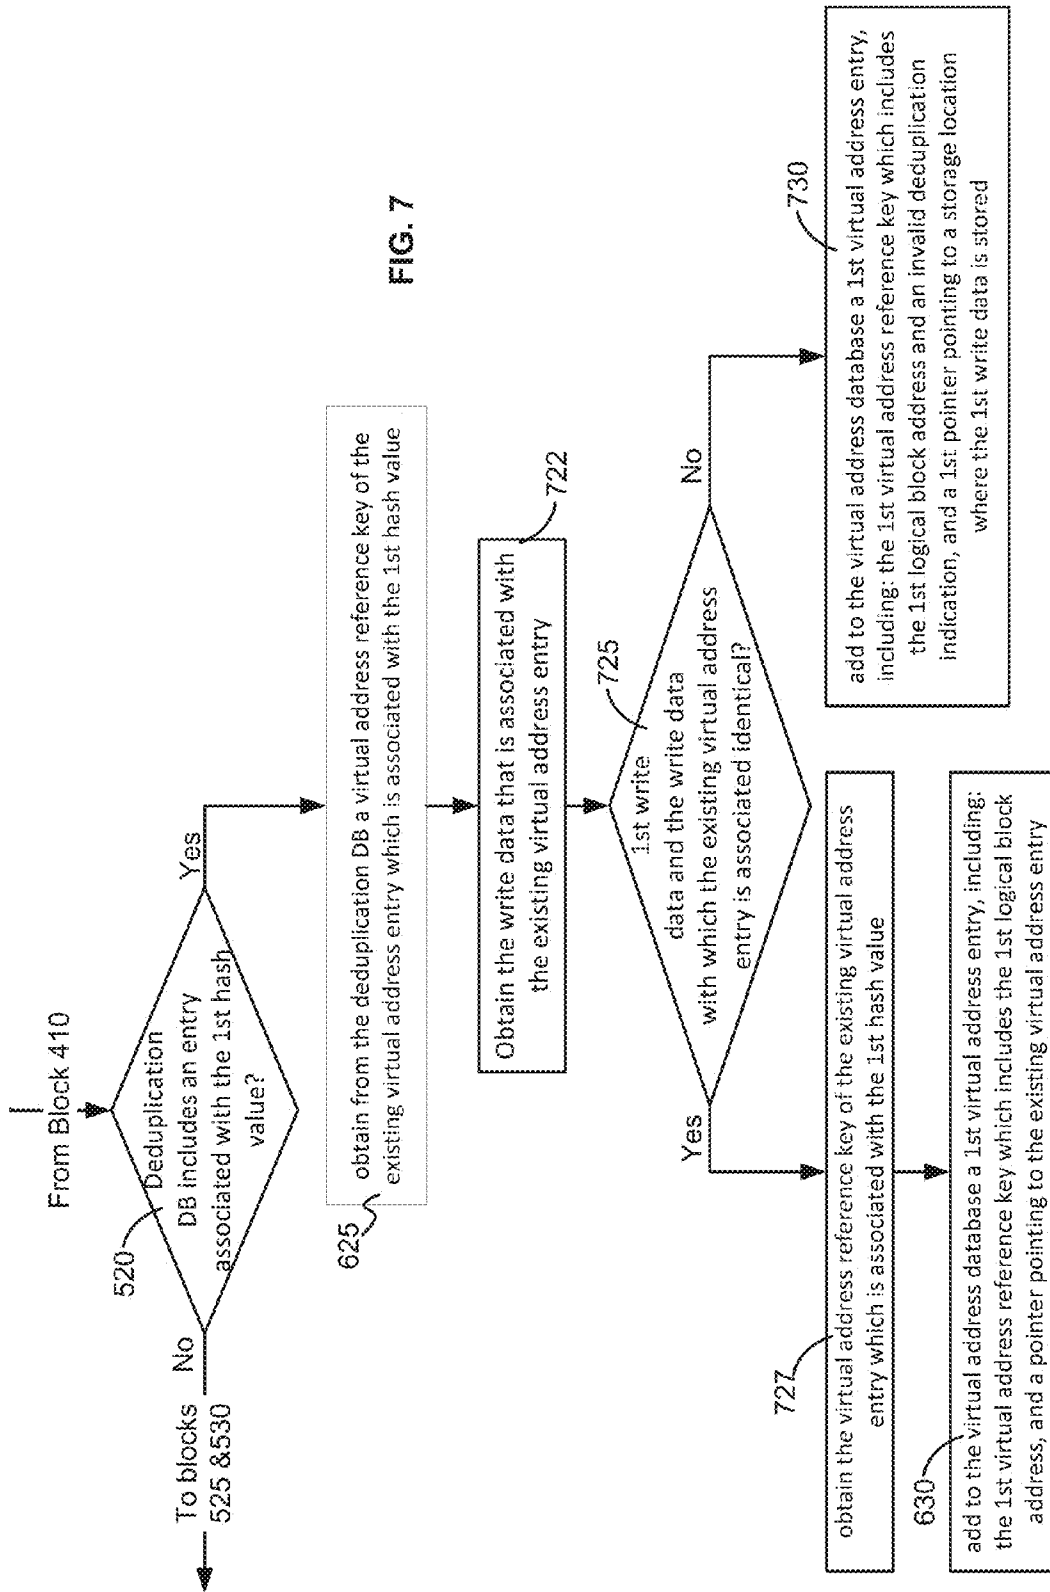 From Block 410
520
Deduplication
DB includes an entry
associated with the 1st hash
value?
No
To blocks
525 &530
Yes
625
obtain from the deduplication DB a virtual address reference key of the
existing virtual address entry which is associated with the 1st hash value
FIG. 7
722
Obtain the write data that is associated with
the existing virtual address entry
725
1st write
data and the write data
with which the existing virtual address
entry is associated identical?
Yes
No
727
obtain the virtual address reference key of the existing virtual address
entry which is associated with the 1st hash value
630
add to the virtual address database a 1st virtual address entry, including:
the 1st virtual address reference key which includes the 1st logical block
address, and a pointer pointing to the existing virtual address entry
730
add to the virtual address database a 1st virtual address entry,
including: the 1st virtual address reference key which includes
the 1st logical block address and an invalid deduplication
indication, and a 1st pointer pointing to a storage location
where the 1st write data is stored